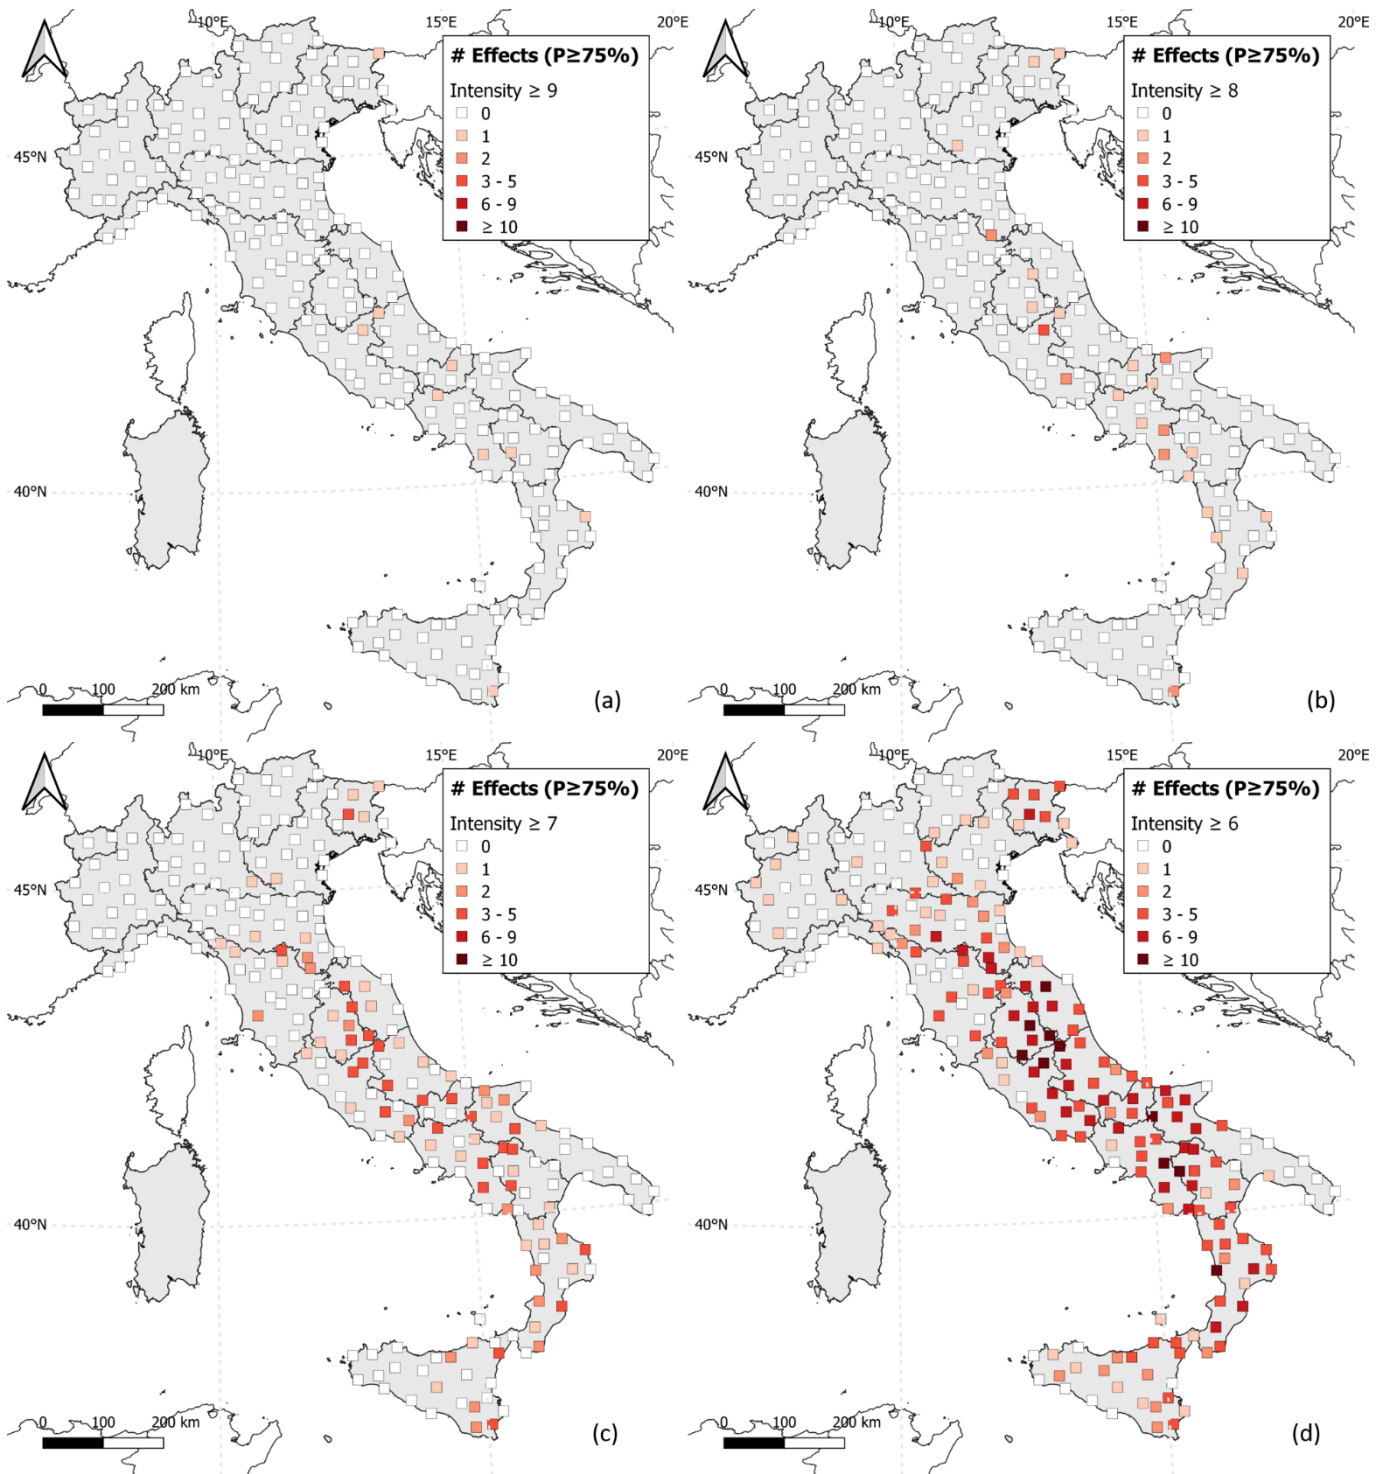 10°E 15°E 20°E
# Effects (P≥75%)
Intensity ≥ 9
0
1
2
3 - 5
6 - 9
≥ 10
45°N
40°N
0 100 200 km
(a)
10°E 15°E 20°E
# Effects (P≥75%)
Intensity ≥ 8
0
1
2
3 - 5
6 - 9
≥ 10
45°N
40°N
0 100 200 km
(b)
10°E 15°E 20°E
# Effects (P≥75%)
Intensity ≥ 7
0
1
2
3 - 5
6 - 9
≥ 10
45°N
40°N
0 100 200 km
(c)
10°E 15°E 20°E
# Effects (P≥75%)
Intensity ≥ 6
0
1
2
3 - 5
6 - 9
≥ 10
45°N
40°N
0 100 200 km
(d)